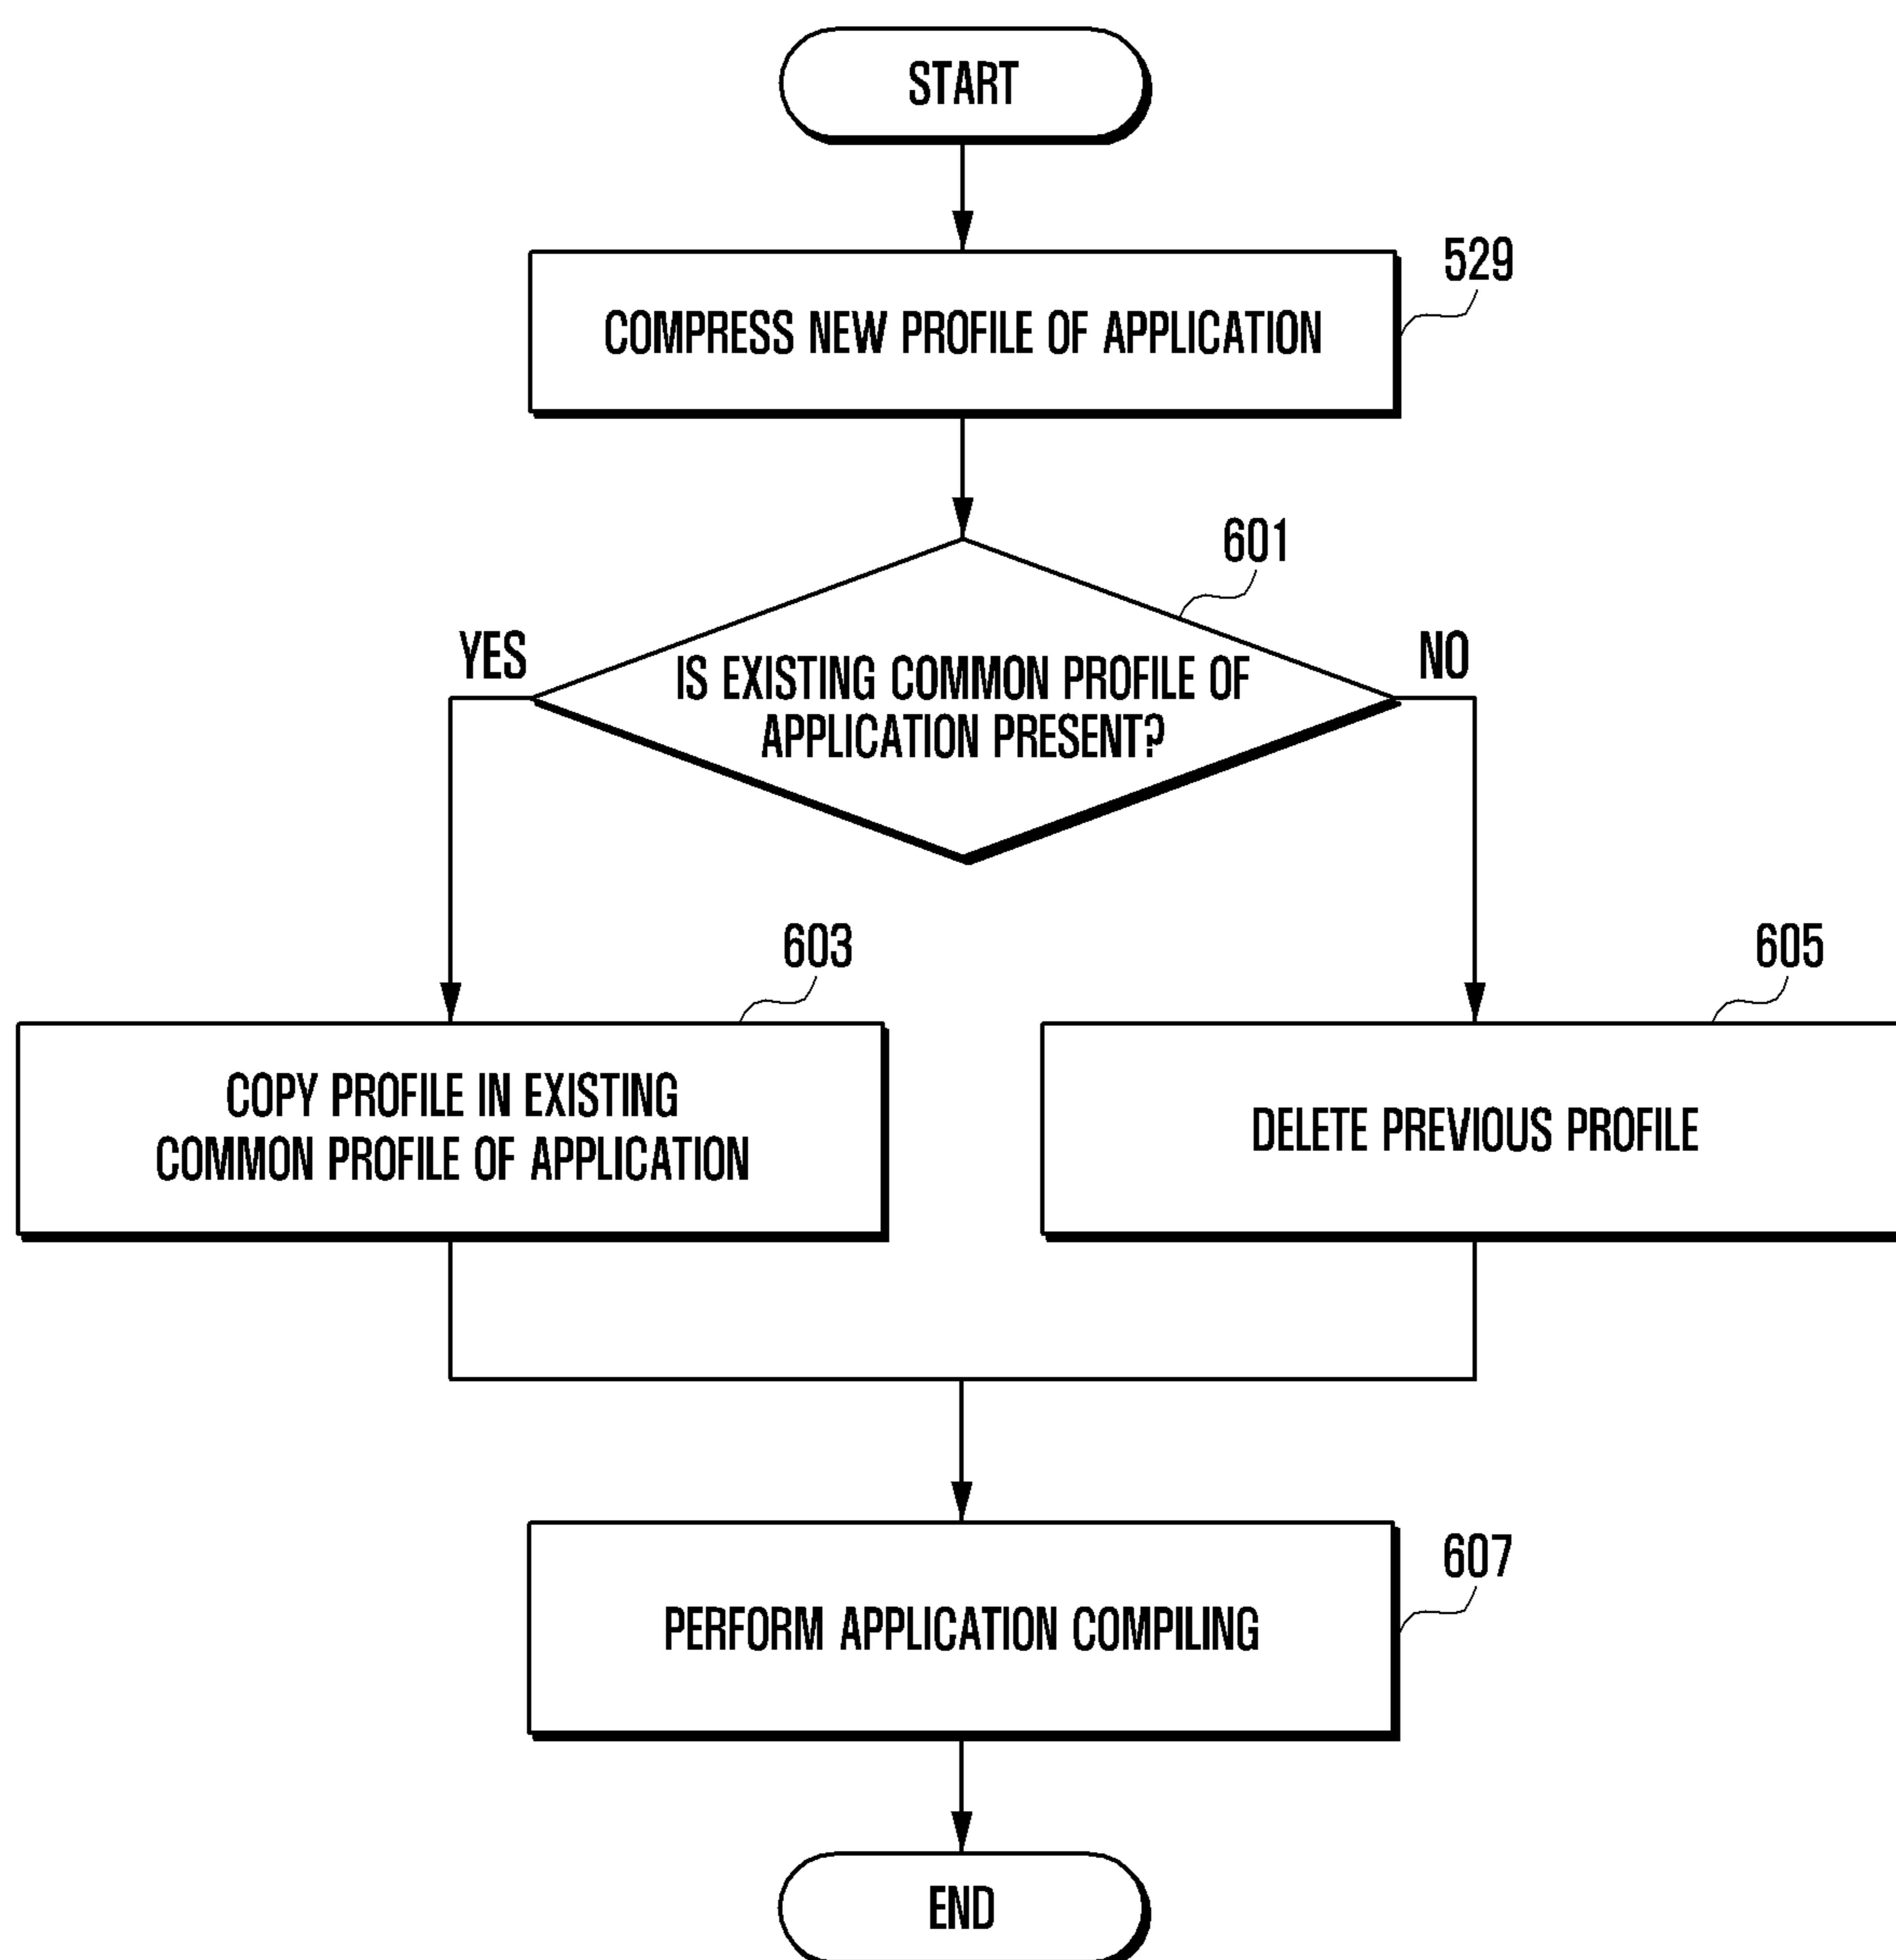 START
529
COMPRESS NEW PROFILE OF APPLICATION
601
YES
NO
IS EXISTING COMMON PROFILE OF
APPLICATION PRESENT?
603
605
COPY PROFILE IN EXISTING
COMMON PROFILE OF APPLICATION
DELETE PREVIOUS PROFILE
607
PERFORM APPLICATION COMPILING
END